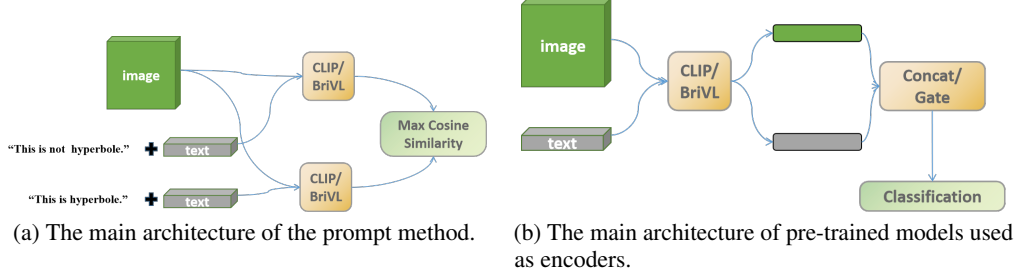 image
CLIP/
BriVL
Max Cosine
Similarity
“This is not hyperbole.”
text
“This is hyperbole.”
text
CLIP/
BriVL
(a) The main architecture of the prompt method.
image
text
CLIP/
BriVL
Concat/
Gate
Classification
(b) The main architecture of pre-trained models used
as encoders.